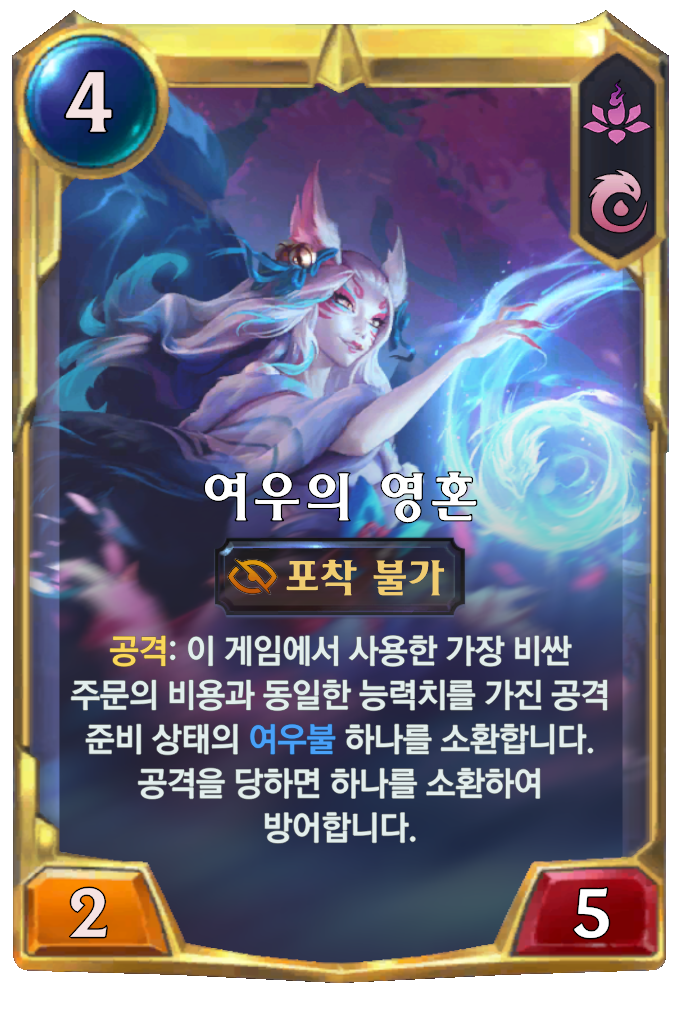 4
여우의 영혼
포착 불가
공격: 이 게임에서 사용한 가장 비싼
주문의 비용과 동일한 능력치를 가진 공격
준비 상태의 여우불 하나를 소환합니다.
공격을 당하면 하나를 소환하여
방어합니다.
2
5